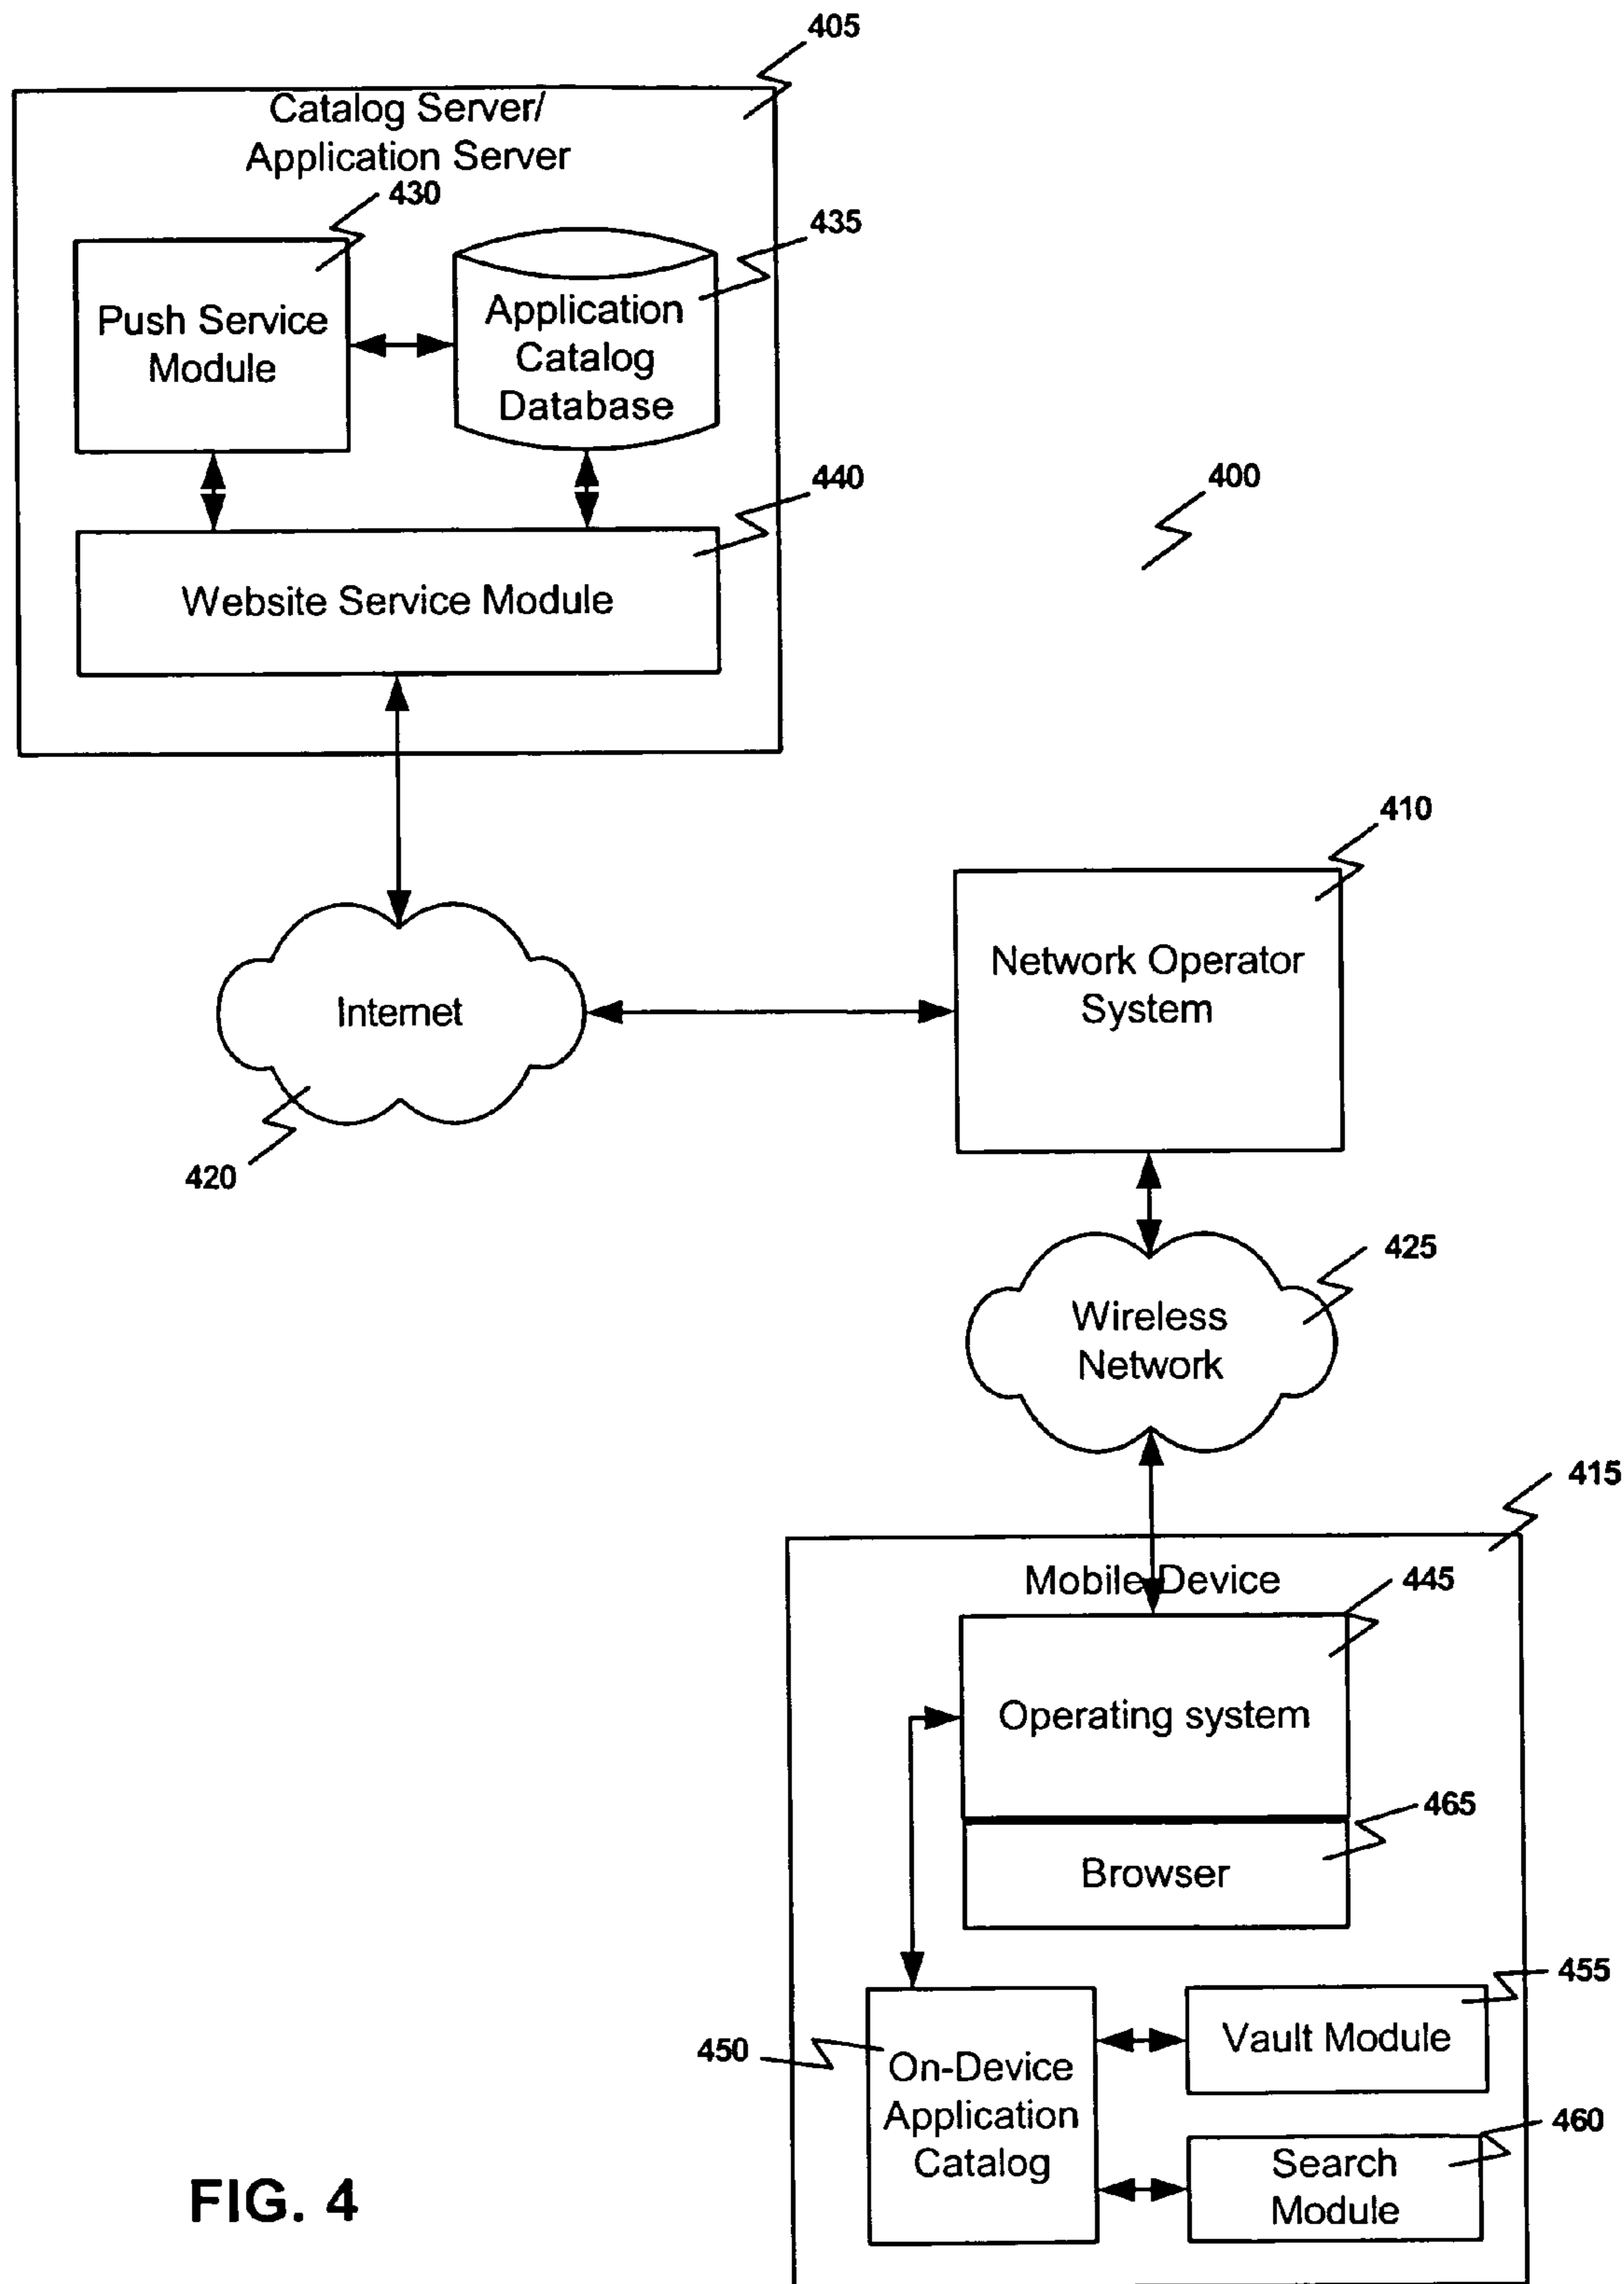 405
Catalog Server/
Application Server
430
435
Push Service
Module
Application
Catalog
Database
440
400
Website Service Module
410
Network Operator
System
Internet
420
425
Wireless
Network
415
Mobile Device
445
Operating system
465
Browser
455
Vault Module
450
On-Device
Application
Catalog
460
Search
Module
FIG. 4